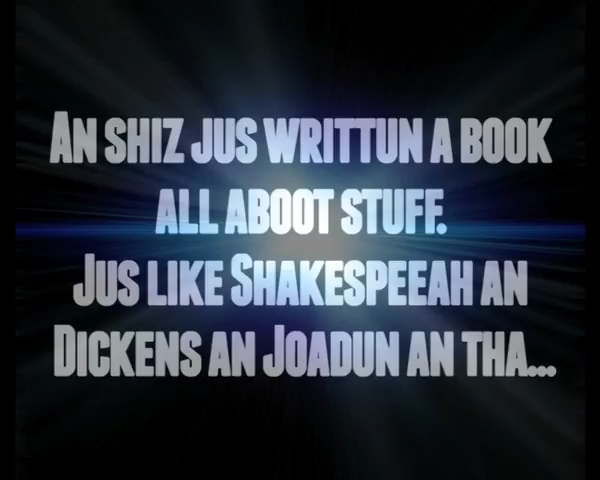 An shiz jus writtun a book
all aboot stuff.
Jus like Shakespeeah an
Dickens an Joadun an tha...